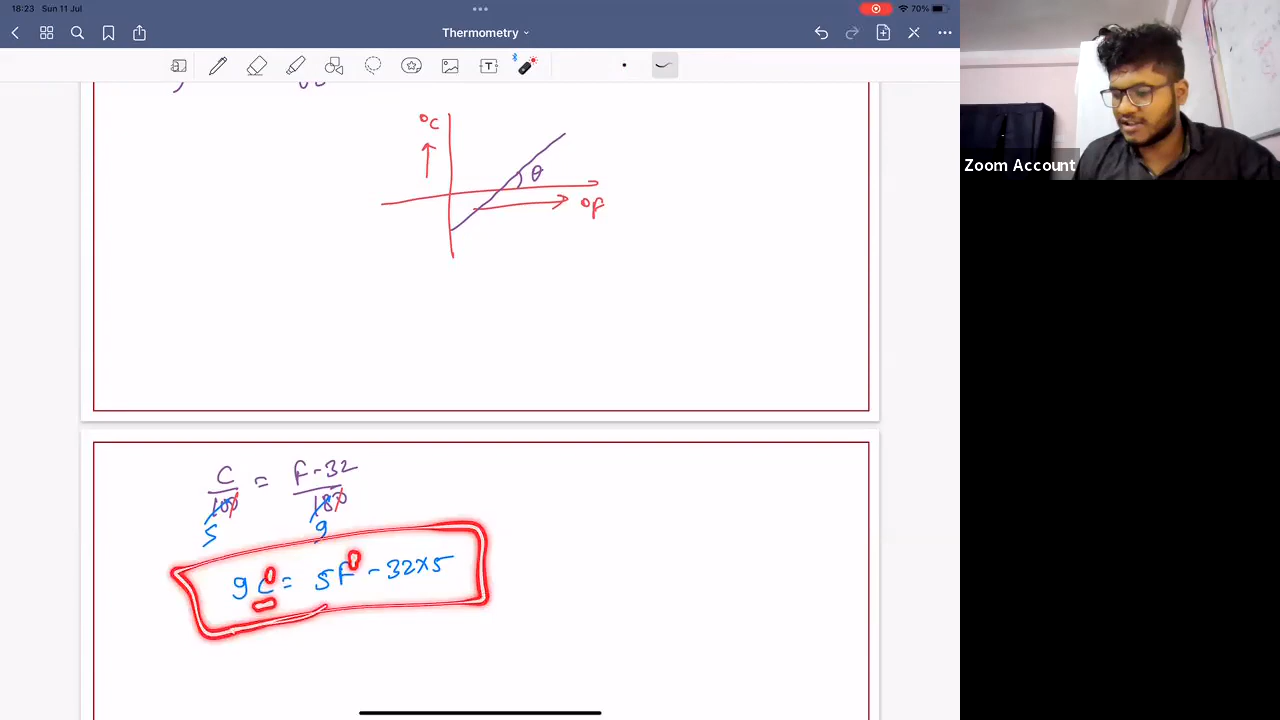 18:23 Sun 11 Jul
70%
Thermometry
T
Zoom Account
°C
θ
°F
C/100 = F-32/180
5 9
9C° = 5F° - 32×5